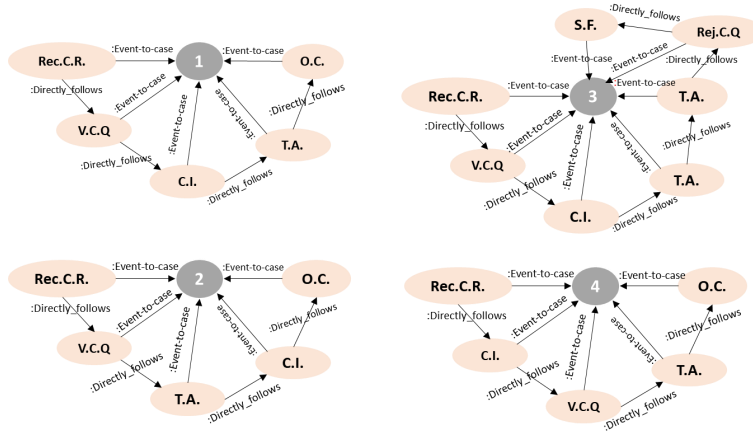 Rec.C.R.
:Event-to-case
1
:Event-to-case
O.C.
:Directly_follows
:Event-to-case
:Event-to-case
:Event-to-case
:Directly_follows
V.C.Q
:Directly_follows
C.I.
:Directly_follows
T.A.
S.F.
:Directly_follows
Rej.C.Q
:Event-to-case
:Event-to-case
:Directly_follows
Rec.C.R.
:Event-to-case
3
:Event-to-case
T.A.
:Directly_follows
:Event-to-case
:Event-to-case
:Event-to-case
:Directly_follows
V.C.Q
:Directly_follows
C.I.
:Directly_follows
T.A.
Rec.C.R.
:Event-to-case
2
:Event-to-case
O.C.
:Directly_follows
:Event-to-case
:Event-to-case
:Event-to-case
:Directly_follows
V.C.Q
:Directly_follows
T.A.
:Directly_follows
C.I.
Rec.C.R.
:Event-to-case
4
:Event-to-case
O.C.
:Directly_follows
:Event-to-case
::Event-to-case
:Event-to-case
:Directly_follows
C.I.
:Directly_follows
V.C.Q
:Directly_follows
T.A.